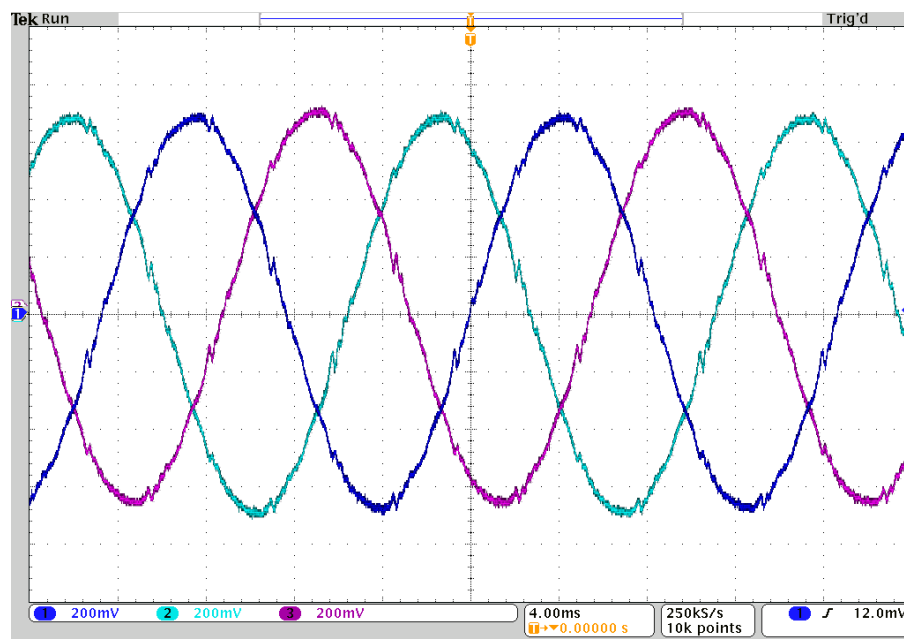 Tek Run Trig'd
T
T
2
1
1 200mV 2 200mV 3 200mV 4.00ms 250kS/s 1 12.0mV
T→▼0.00000 s 10k points